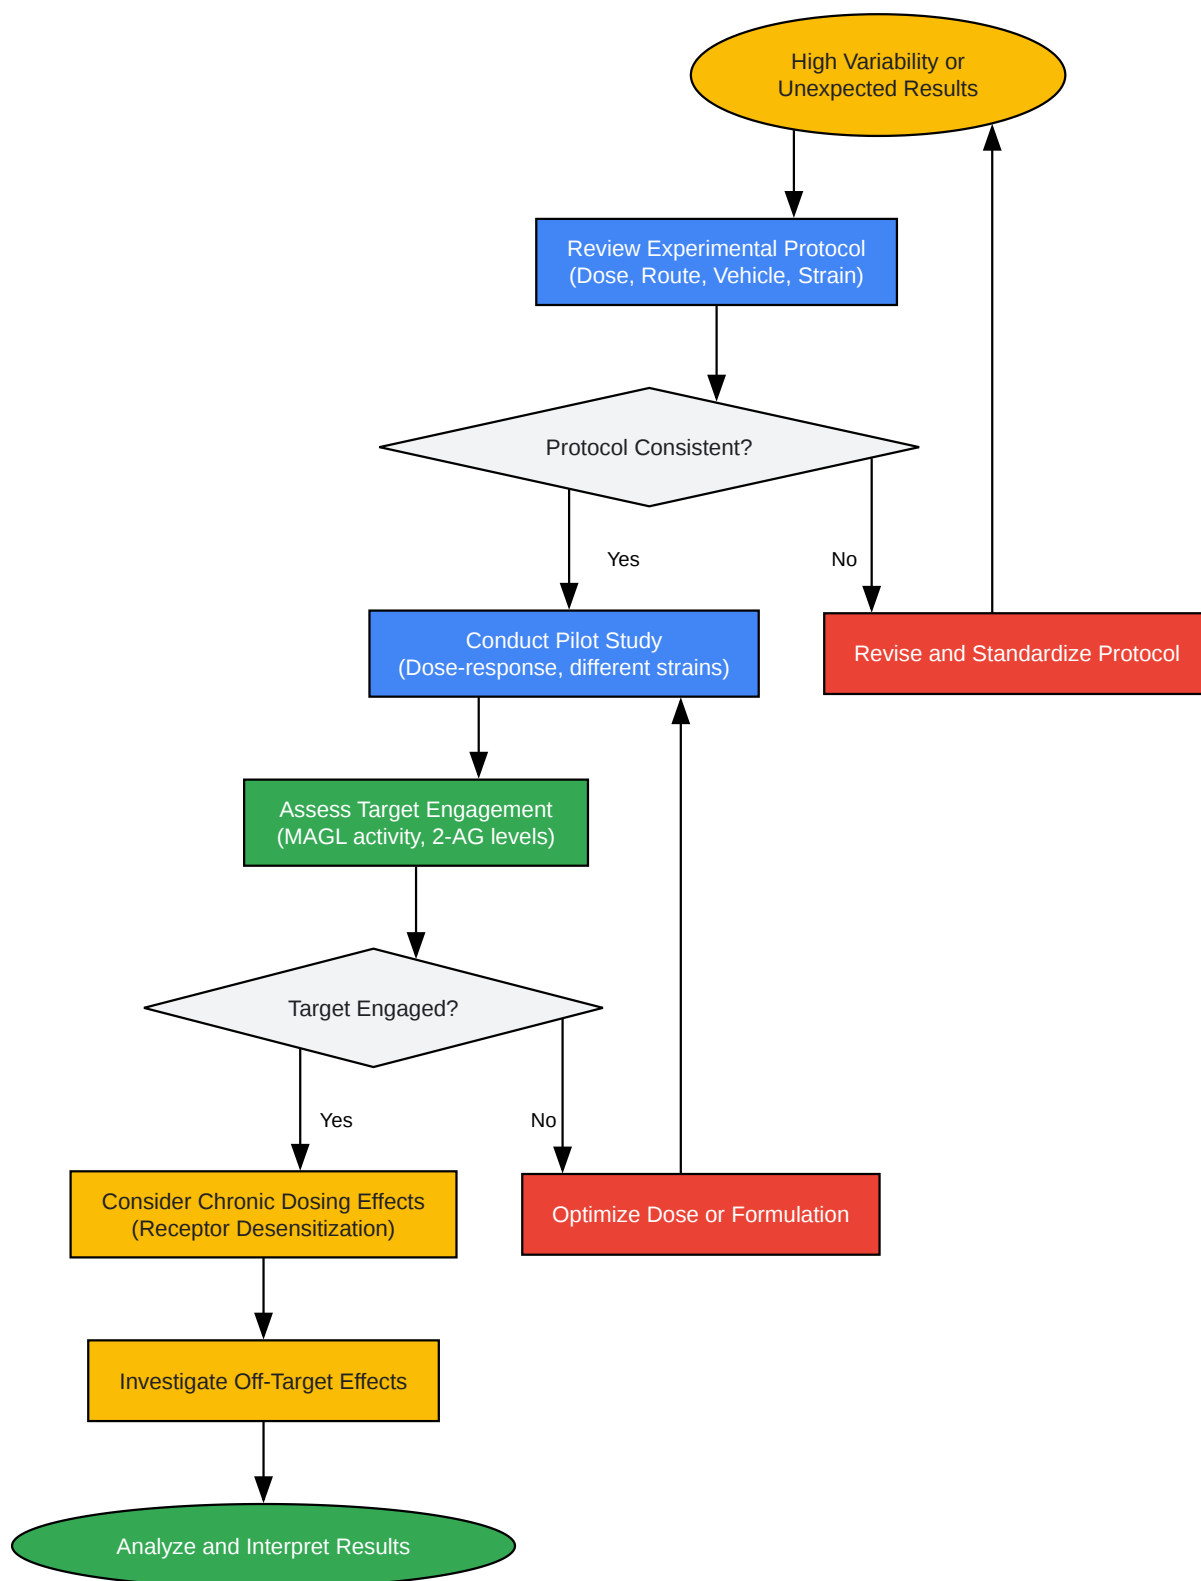 High Variability or
Unexpected Results
Review Experimental Protocol
(Dose, Route, Vehicle, Strain)
Protocol Consistent?
Yes
No
Conduct Pilot Study
(Dose-response, different strains)
Revise and Standardize Protocol
Assess Target Engagement
(MAGL activity, 2-AG levels)
Target Engaged?
Yes
No
Consider Chronic Dosing Effects
(Receptor Desensitization)
Optimize Dose or Formulation
Investigate Off-Target Effects
Analyze and Interpret Results